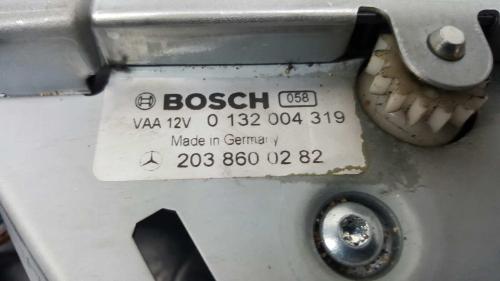 BOSCH 058
VAA 12V 0 132 004 319
Made in Germany
203 860 02 82